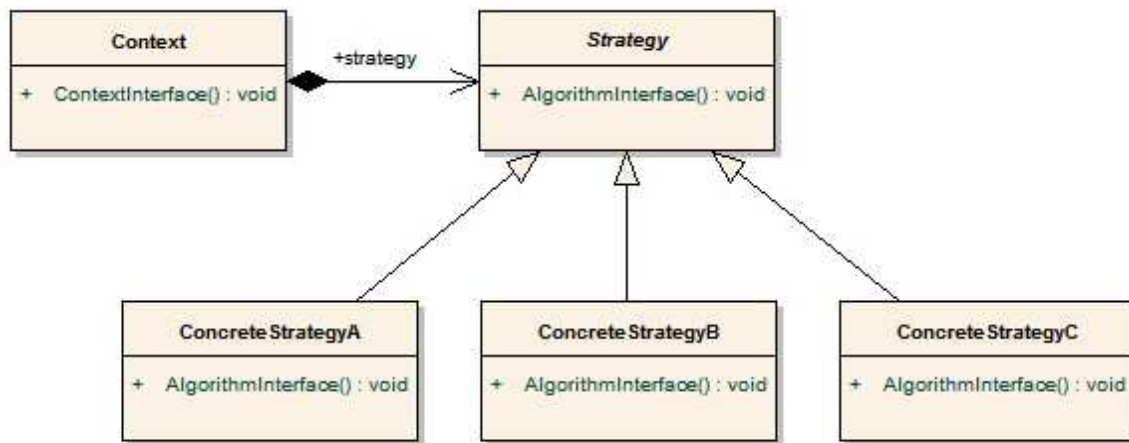 Context
+ ContextInterface() : void
+strategy
Strategy
+ AlgorithmInterface() : void
ConcreteStrategyA
+ AlgorithmInterface() : void
ConcreteStrategyB
+ AlgorithmInterface() : void
ConcreteStrategyC
+ AlgorithmInterface() : void